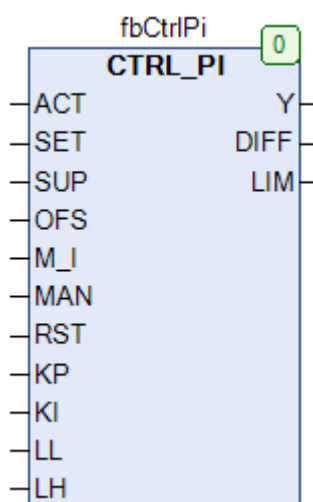 fbCtrlPi
0
CTRL_PI
ACT Y
SET DIFF
SUP LIM
OFS
M_I
MAN
RST
KP
KI
LL
LH